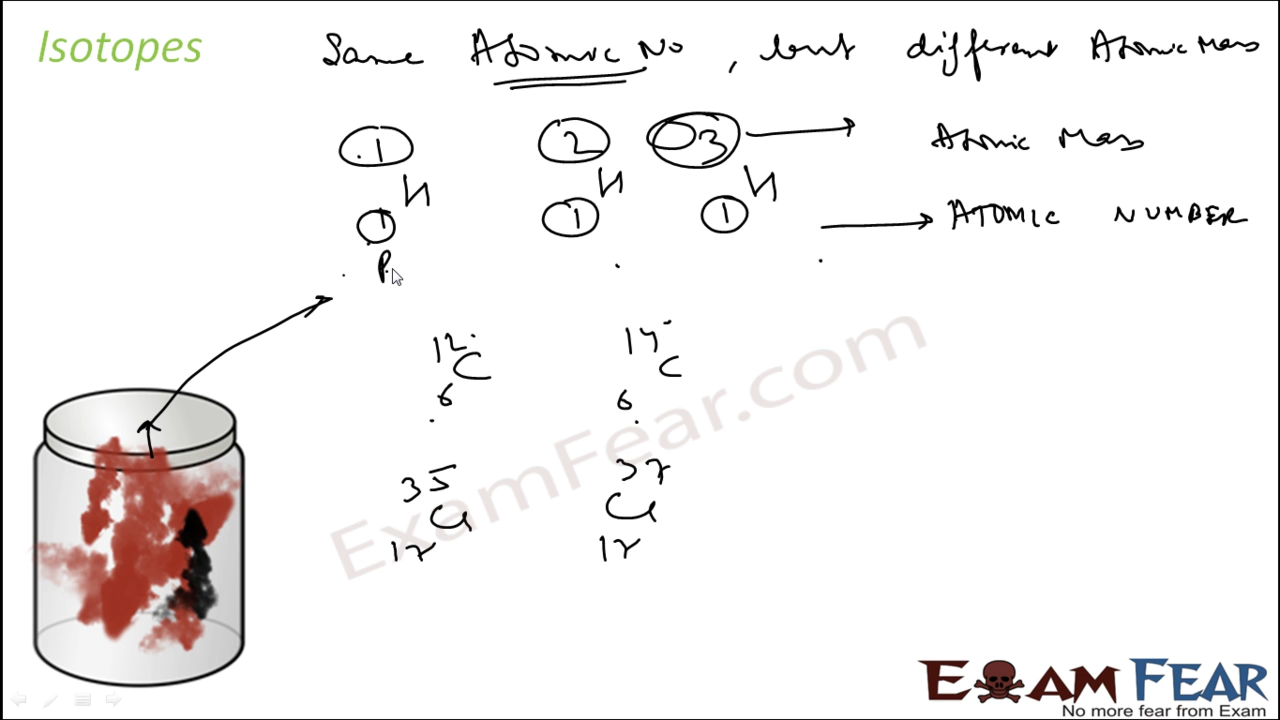 Isotopes
Same Atomic No, but different Atomic Mass
1 2 3 Atomic Mass
H H H
1 1 1 ATOMIC NUMBER
P
12 14
C C
6 6
35 37
Cl Cl
17 17
ExamFear.com
EXAM FEAR
No more fear from Exam